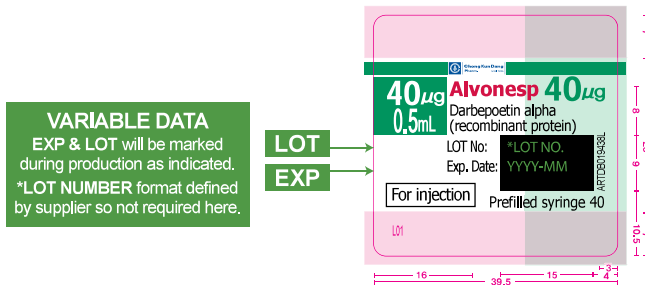 VARIABLE DATA
EXP & LOT will be marked
during production as indicated.
*LOT NUMBER format defined
by supplier so not required here.
LOT
EXP
Chong Kun Dang
40µg
0.5mL
Alvonesp 40µg
Darbepoetin alpha
(recombinant protein)
LOT No: *LOT NO.
Exp. Date: YYYY-MM
For injection
Prefilled syringe 40
ARTDB019438L
L01
8
9
10.5
16
15
3
4
39.5